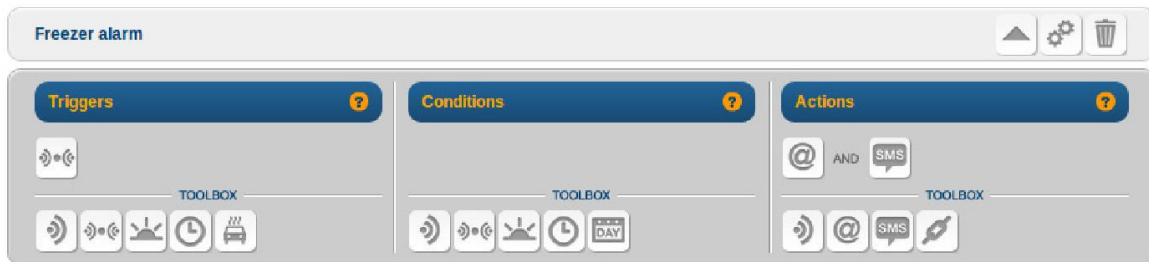 Freezer alarm
Triggers ? Conditions ? Actions ?
@ AND SMS
TOOLBOX TOOLBOX TOOLBOX
DAY @ SMS